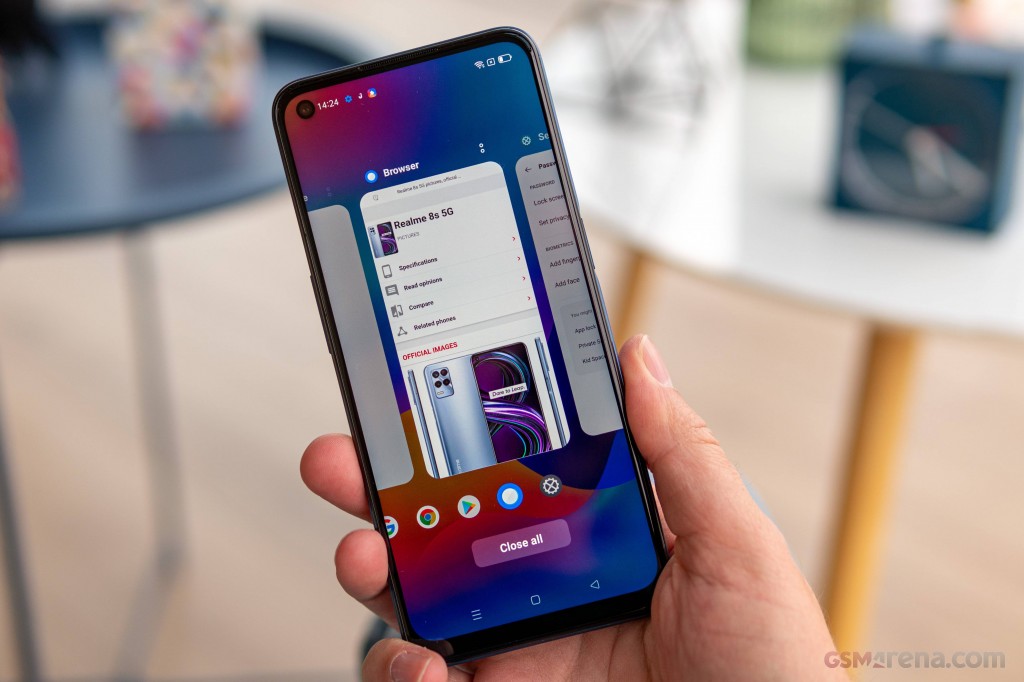 14:24
Browser
Se
Realme 8s 5G pictures, official...
Realme 8s 5G
PICTURES
Specifications
Read opinions
Compare
Related phones
OFFICIAL IMAGES
Dare to Leap
Passw
PASSWORD
Lock scree
Set privacy
BIOMETRICS
Add finger
Add face
You might
App lock
Private S
Kid Spac
Close all
GSMArena.com